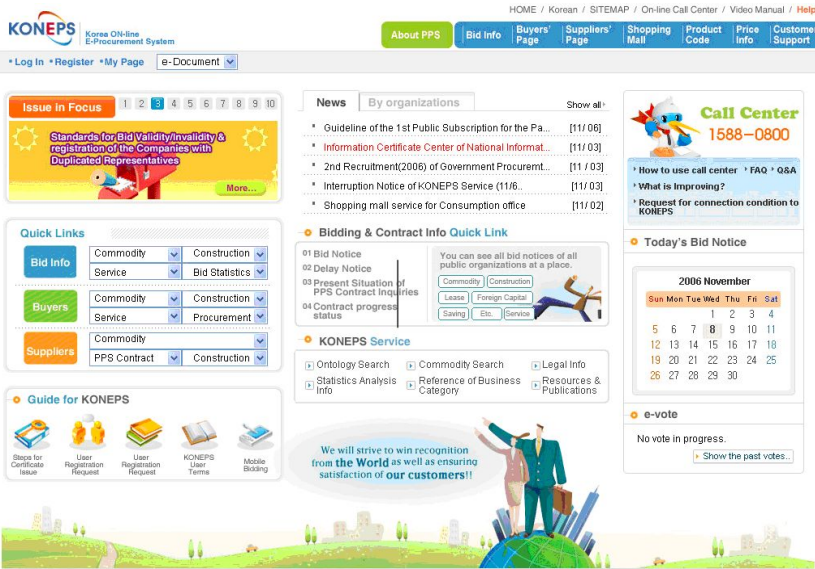 HOME / Korean / SITEMAP / On-line Call Center / Video Manual / Help
KONEPS
Korea ON-line
E-Procurement System
About PPS
Bid Info
Buyers'
Page
Suppliers'
Page
Shopping
Mall
Product
Code
Price
Info
Customer
Support
Log In
Register
My Page
e-Document
Issue in Focus
1 2 3 4 5 6 7 8 9 10
Standards for Bid Validity/Invalidity &
registration of the Companies with
Duplicated Representatives
More...
News
By organizations
Show all
Guideline of the 1st Public Subscription for the Pa... [11/ 06]
Information Certificate Center of National Informat... [11/ 03]
2nd Recruitment(2006) of Government Procuremt... [11 / 03]
Interruption Notice of KONEPS Service (11/6.. [11/ 03]
Shopping mall service for Consumption office [11/ 02]
Call Center
1588-0800
How to use call center
FAQ
Q&A
What is Improving?
Request for connection condition to
KONEPS
Quick Links
Bid Info
Commodity
Construction
Service
Bid Statistics
Buyers
Commodity
Construction
Service
Procurement
Suppliers
Commodity
PPS Contract
Construction
Bidding & Contract Info Quick Link
01 Bid Notice
02 Delay Notice
03 Present Situation of
PPS Contract Inquiries
04 Contract progress
status
You can see all bid notices of all
public organizations at a place.
Commodity
Construction
Lease
Foreign Capital
Saving
Etc.
Service
KONEPS Service
Ontology Search
Commodity Search
Legal Info
Statistics Analysis
Info
Reference of Business
Category
Resources &
Publications
Today's Bid Notice
2006 November
Sun Mon Tue Wed Thu Fri Sat
1 2 3 4
5 6 7 8 9 10 11
12 13 14 15 16 17 18
19 20 21 22 23 24 25
26 27 28 29 30
e-vote
No vote in progress.
Show the past votes..
Guide for KONEPS
Steps for
Certificate
Issue
User
Registration
Request
User
Registration
Request
KONEPS
User
Terms
Mobile
Bidding
We will strive to win recognition
from the World as well as ensuring
satisfaction of our customers!!